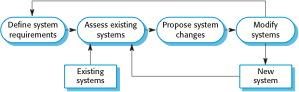 Define system
requirements
Assess existing
systems
Propose system
changes
Modify
systems
Existing
systems
New
system